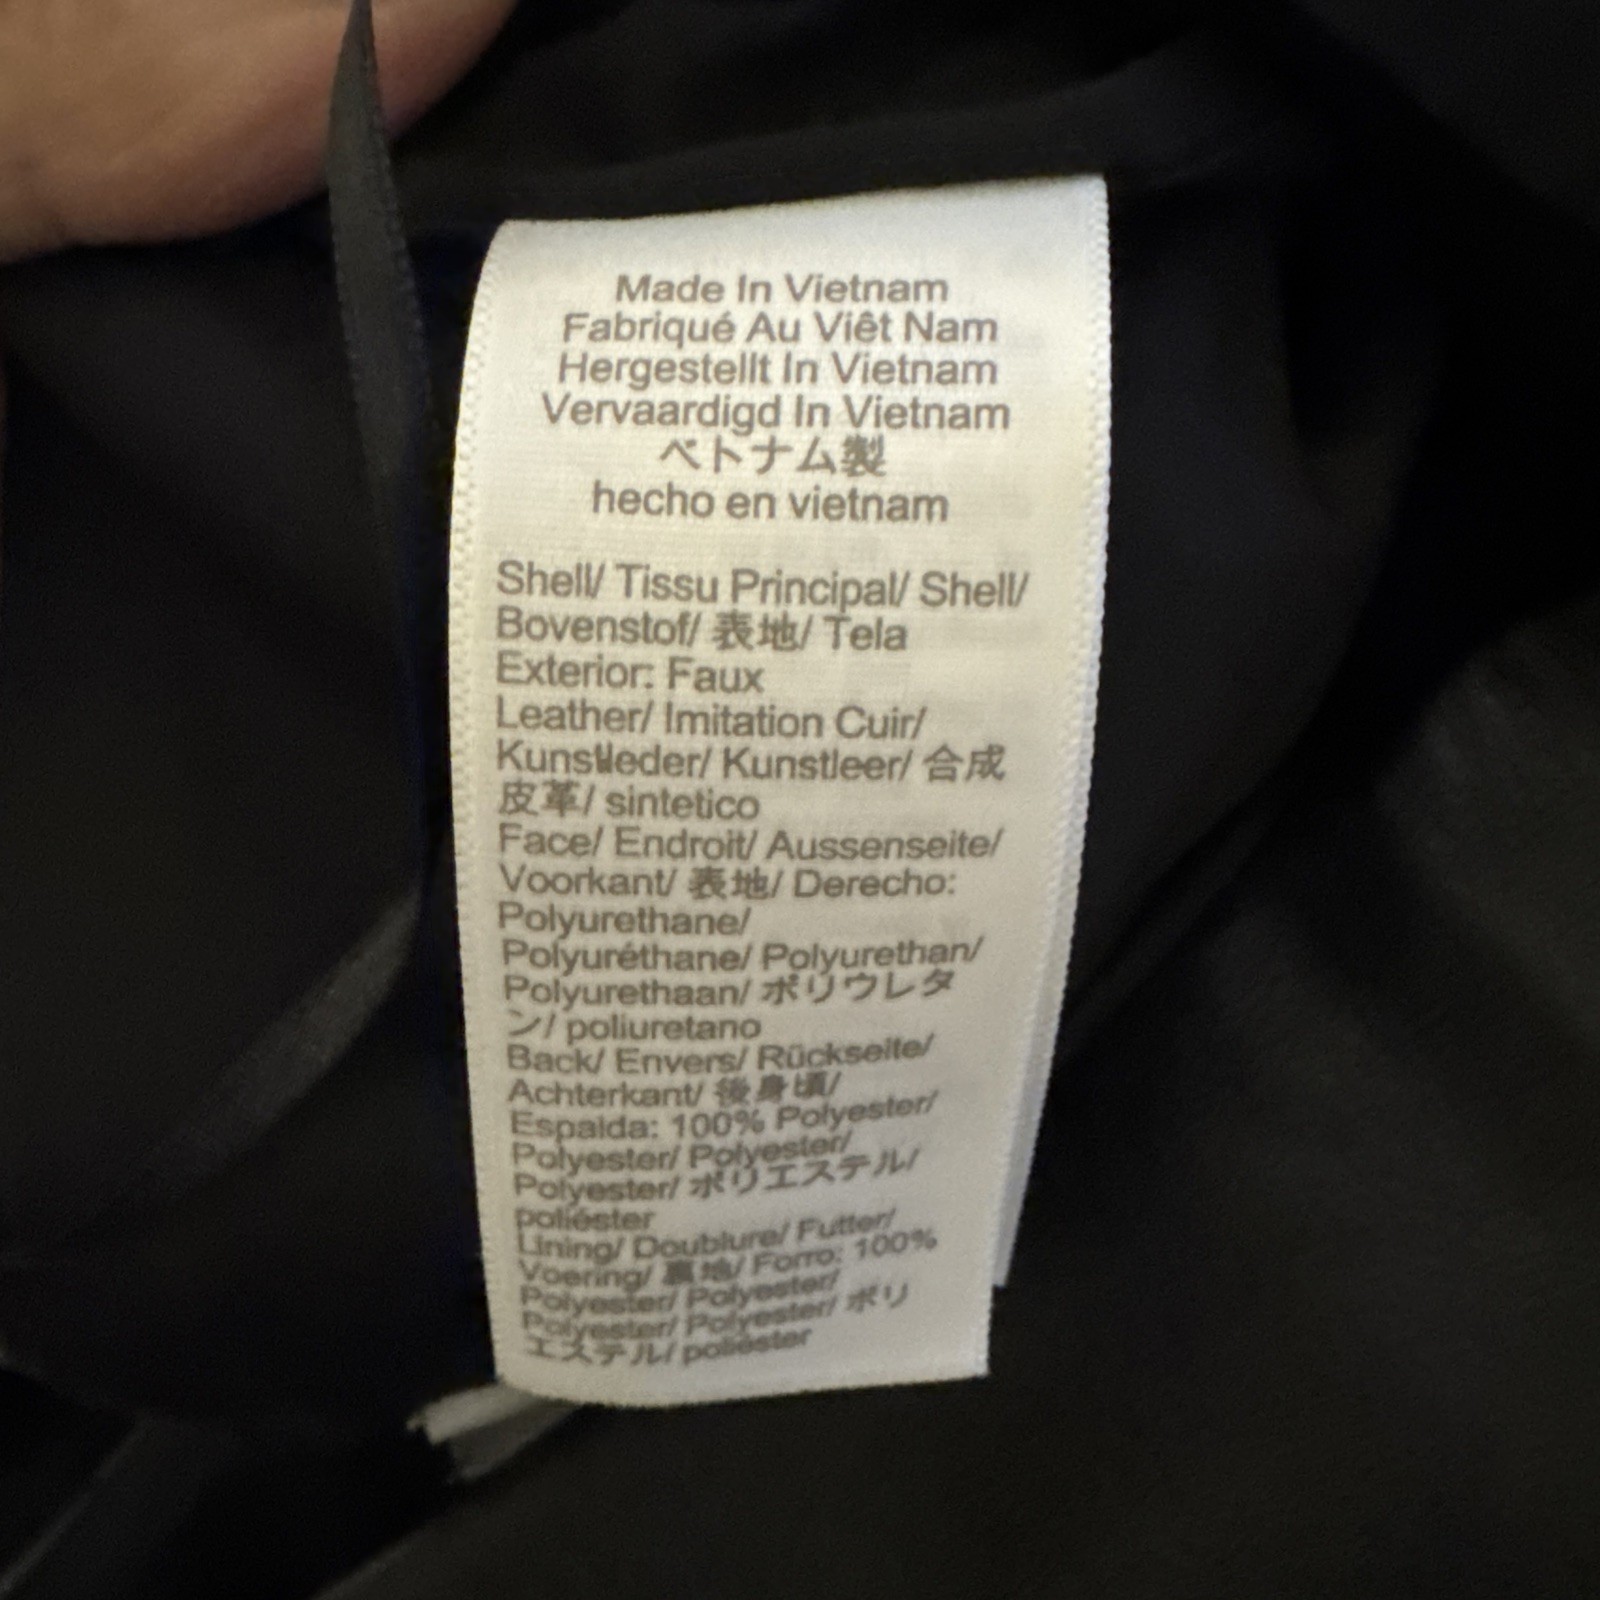 Made In Vietnam
Fabriqué Au Viêt Nam
Hergestellt In Vietnam
Vervaardigd In Vietnam
ベトナム製
hecho en vietnam
Shell/ Tissu Principal/ Shell/
Bovenstof/ 表地/ Tela
Exterior: Faux
Leather/ Imitation Cuir/
Kunstleder/ Kunstleer/ 合成
皮革/ sintetico
Face/ Endroit/ Aussenseite/
Voorkant/ 表地/ Derecho:
Polyurethane/
Polyuréthane/ Polyurethan/
Polyurethaan/ ポリウレタ
ン/ poliuretano
Back/ Envers/ Rückseite/
Achterkant/ 後身頃/
Espalda: 100% Polyester/
Polyester/ Polyester/
Polyester/ ポリエステル/
poliéster
Lining/ Doublure/ Futter/
Voering/ 裏地/ Forro: 100%
Polyester/ Polyester/
Polyester/ Polyester/ ポリ
エステル/ poliéster